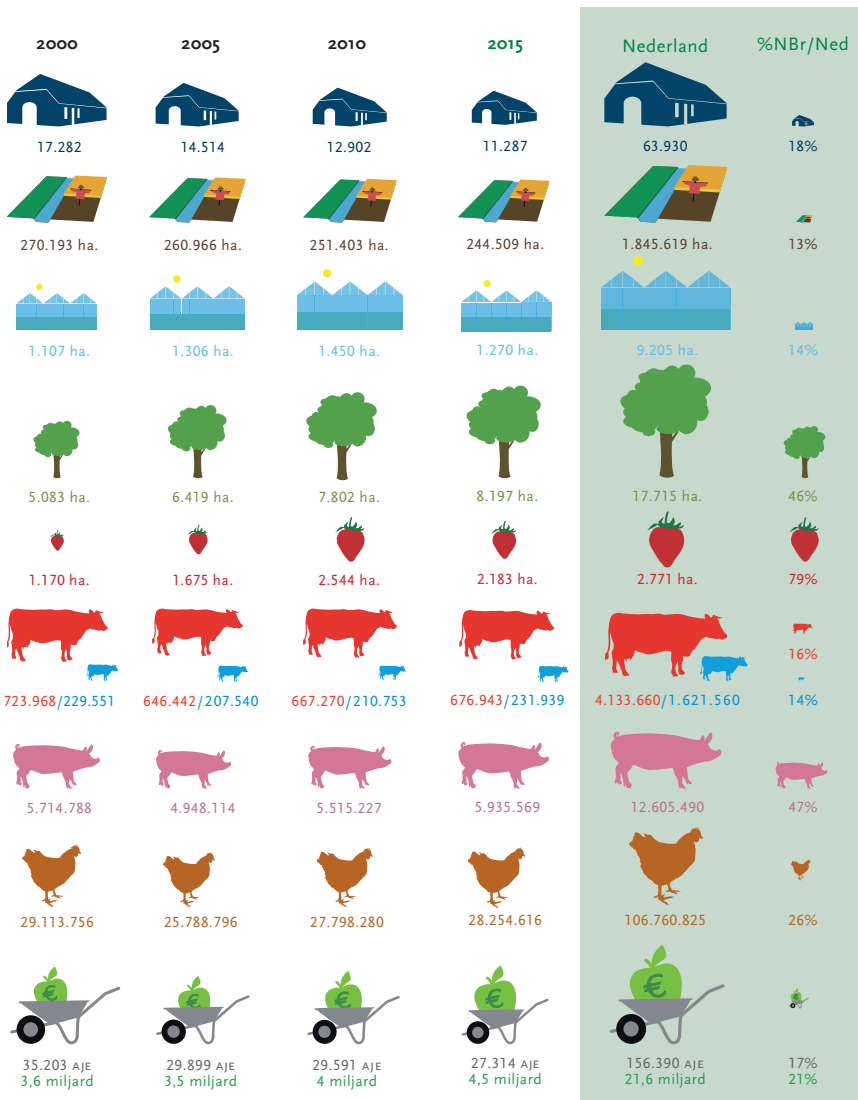 2000 2005 2010 2015 Nederland %NBr/Ned
17.282 14.514 12.902 11.287 63.930 18%
270.193 ha. 260.966 ha. 251.403 ha. 244.509 ha. 1.845.619 ha. 13%
1.107 ha. 1.306 ha. 1.450 ha. 1.270 ha. 9.205 ha. 14%
5.083 ha. 6.419 ha. 7.802 ha. 8.197 ha. 17.715 ha. 46%
1.170 ha. 1.675 ha. 2.544 ha. 2.183 ha. 2.771 ha. 79%
16%
723.968/229.551 646.442/207.540 667.270/210.753 676.943/231.939 4.133.660/1.621.560 14%
5.714.788 4.948.114 5.515.227 5.935.569 12.605.490 47%
29.113.756 25.788.796 27.798.280 28.254.616 106.760.825 26%
€ € € € €
35.203 AJE 29.899 AJE 29.591 AJE 27.314 AJE 156.390 AJE 17%
3,6 miljard 3,5 miljard 4 miljard 4,5 miljard 21,6 miljard 21%